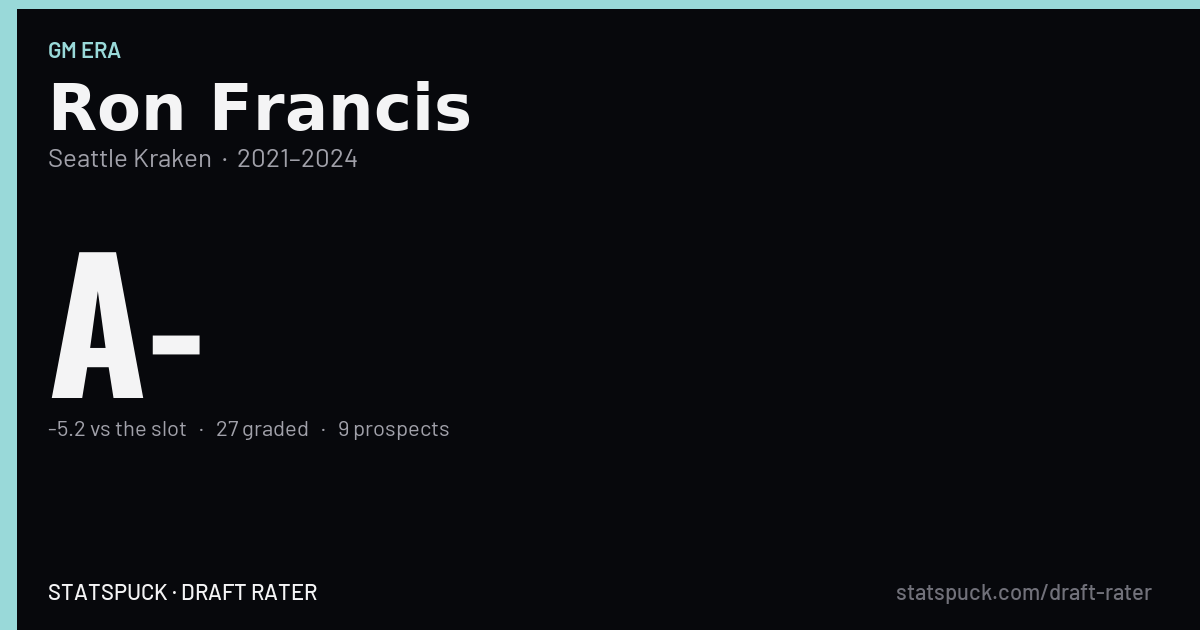 GM ERA
Ron Francis
Seattle Kraken · 2021–2024
A-
-5.2 vs the slot · 27 graded · 9 prospects
STATSPUCK · DRAFT RATER
statspuck.com/draft-rater